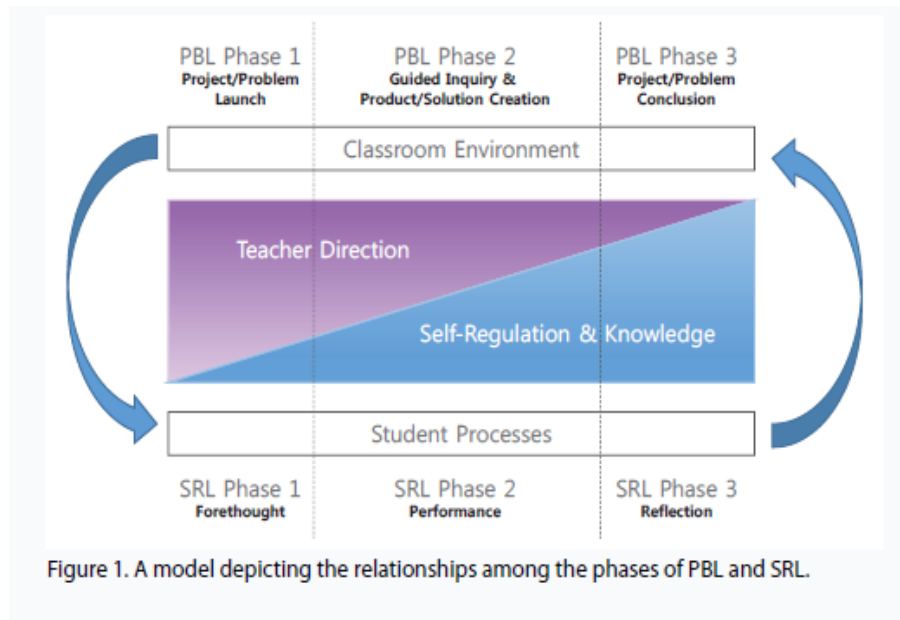 PBL Phase 1
Project/Problem
Launch
PBL Phase 2
Guided Inquiry &
Product/Solution Creation
PBL Phase 3
Project/Problem
Conclusion
Classroom Environment
Teacher Direction
Self-Regulation & Knowledge
Student Processes
SRL Phase 1
Forethought
SRL Phase 2
Performance
SRL Phase 3
Reflection
Figure 1. A model depicting the relationships among the phases of PBL and SRL.